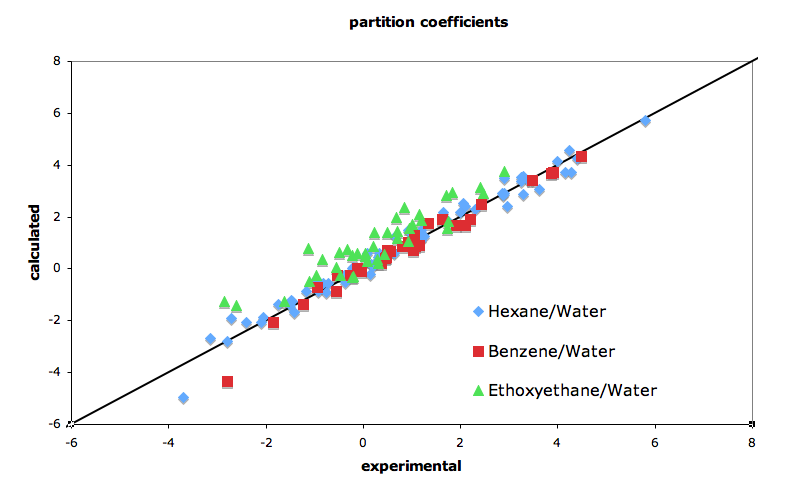 partition coefficients
8
6
4
2
0
-2
-4
-6
calculated
Hexane/Water
Benzene/Water
Ethoxyethane/Water
-6
-4
-2
0
2
4
6
8
experimental